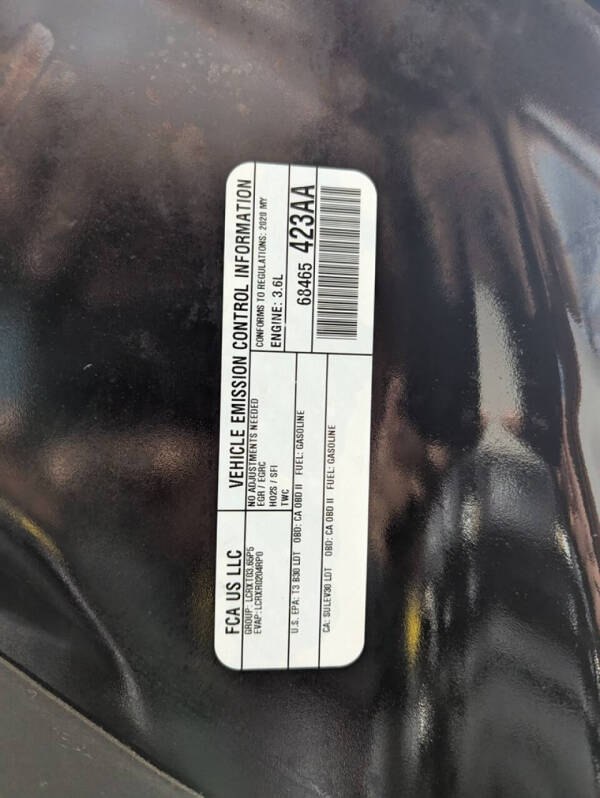 FCA US LLC
VEHICLE EMISSION CONTROL INFORMATION
GROUP: LCRXT03.65P5
EVAP: LCRXR0204RP0
NO ADJUSTMENTS NEEDED
EGR / EGRC
HO2S / SFI
TWC
CONFORMS TO REGULATIONS: 2020 MY
ENGINE: 3.6L
U.S. EPA: T3 B30 LDT OBD: CA OBD II FUEL: GASOLINE
CA: SULEV30 LDT OBD: CA OBD II FUEL: GASOLINE
68465 423AA